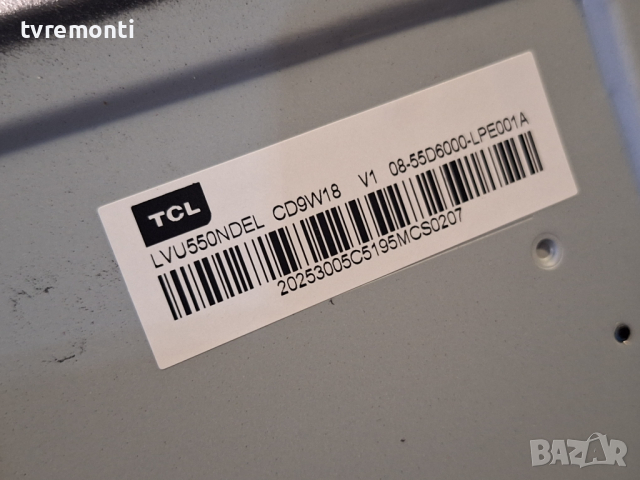 tvremonti
TCL
LVU550NDEL CD9W18 V1 08-55D6000-LPE001A
20253005C5195MCS0207
BAZAR